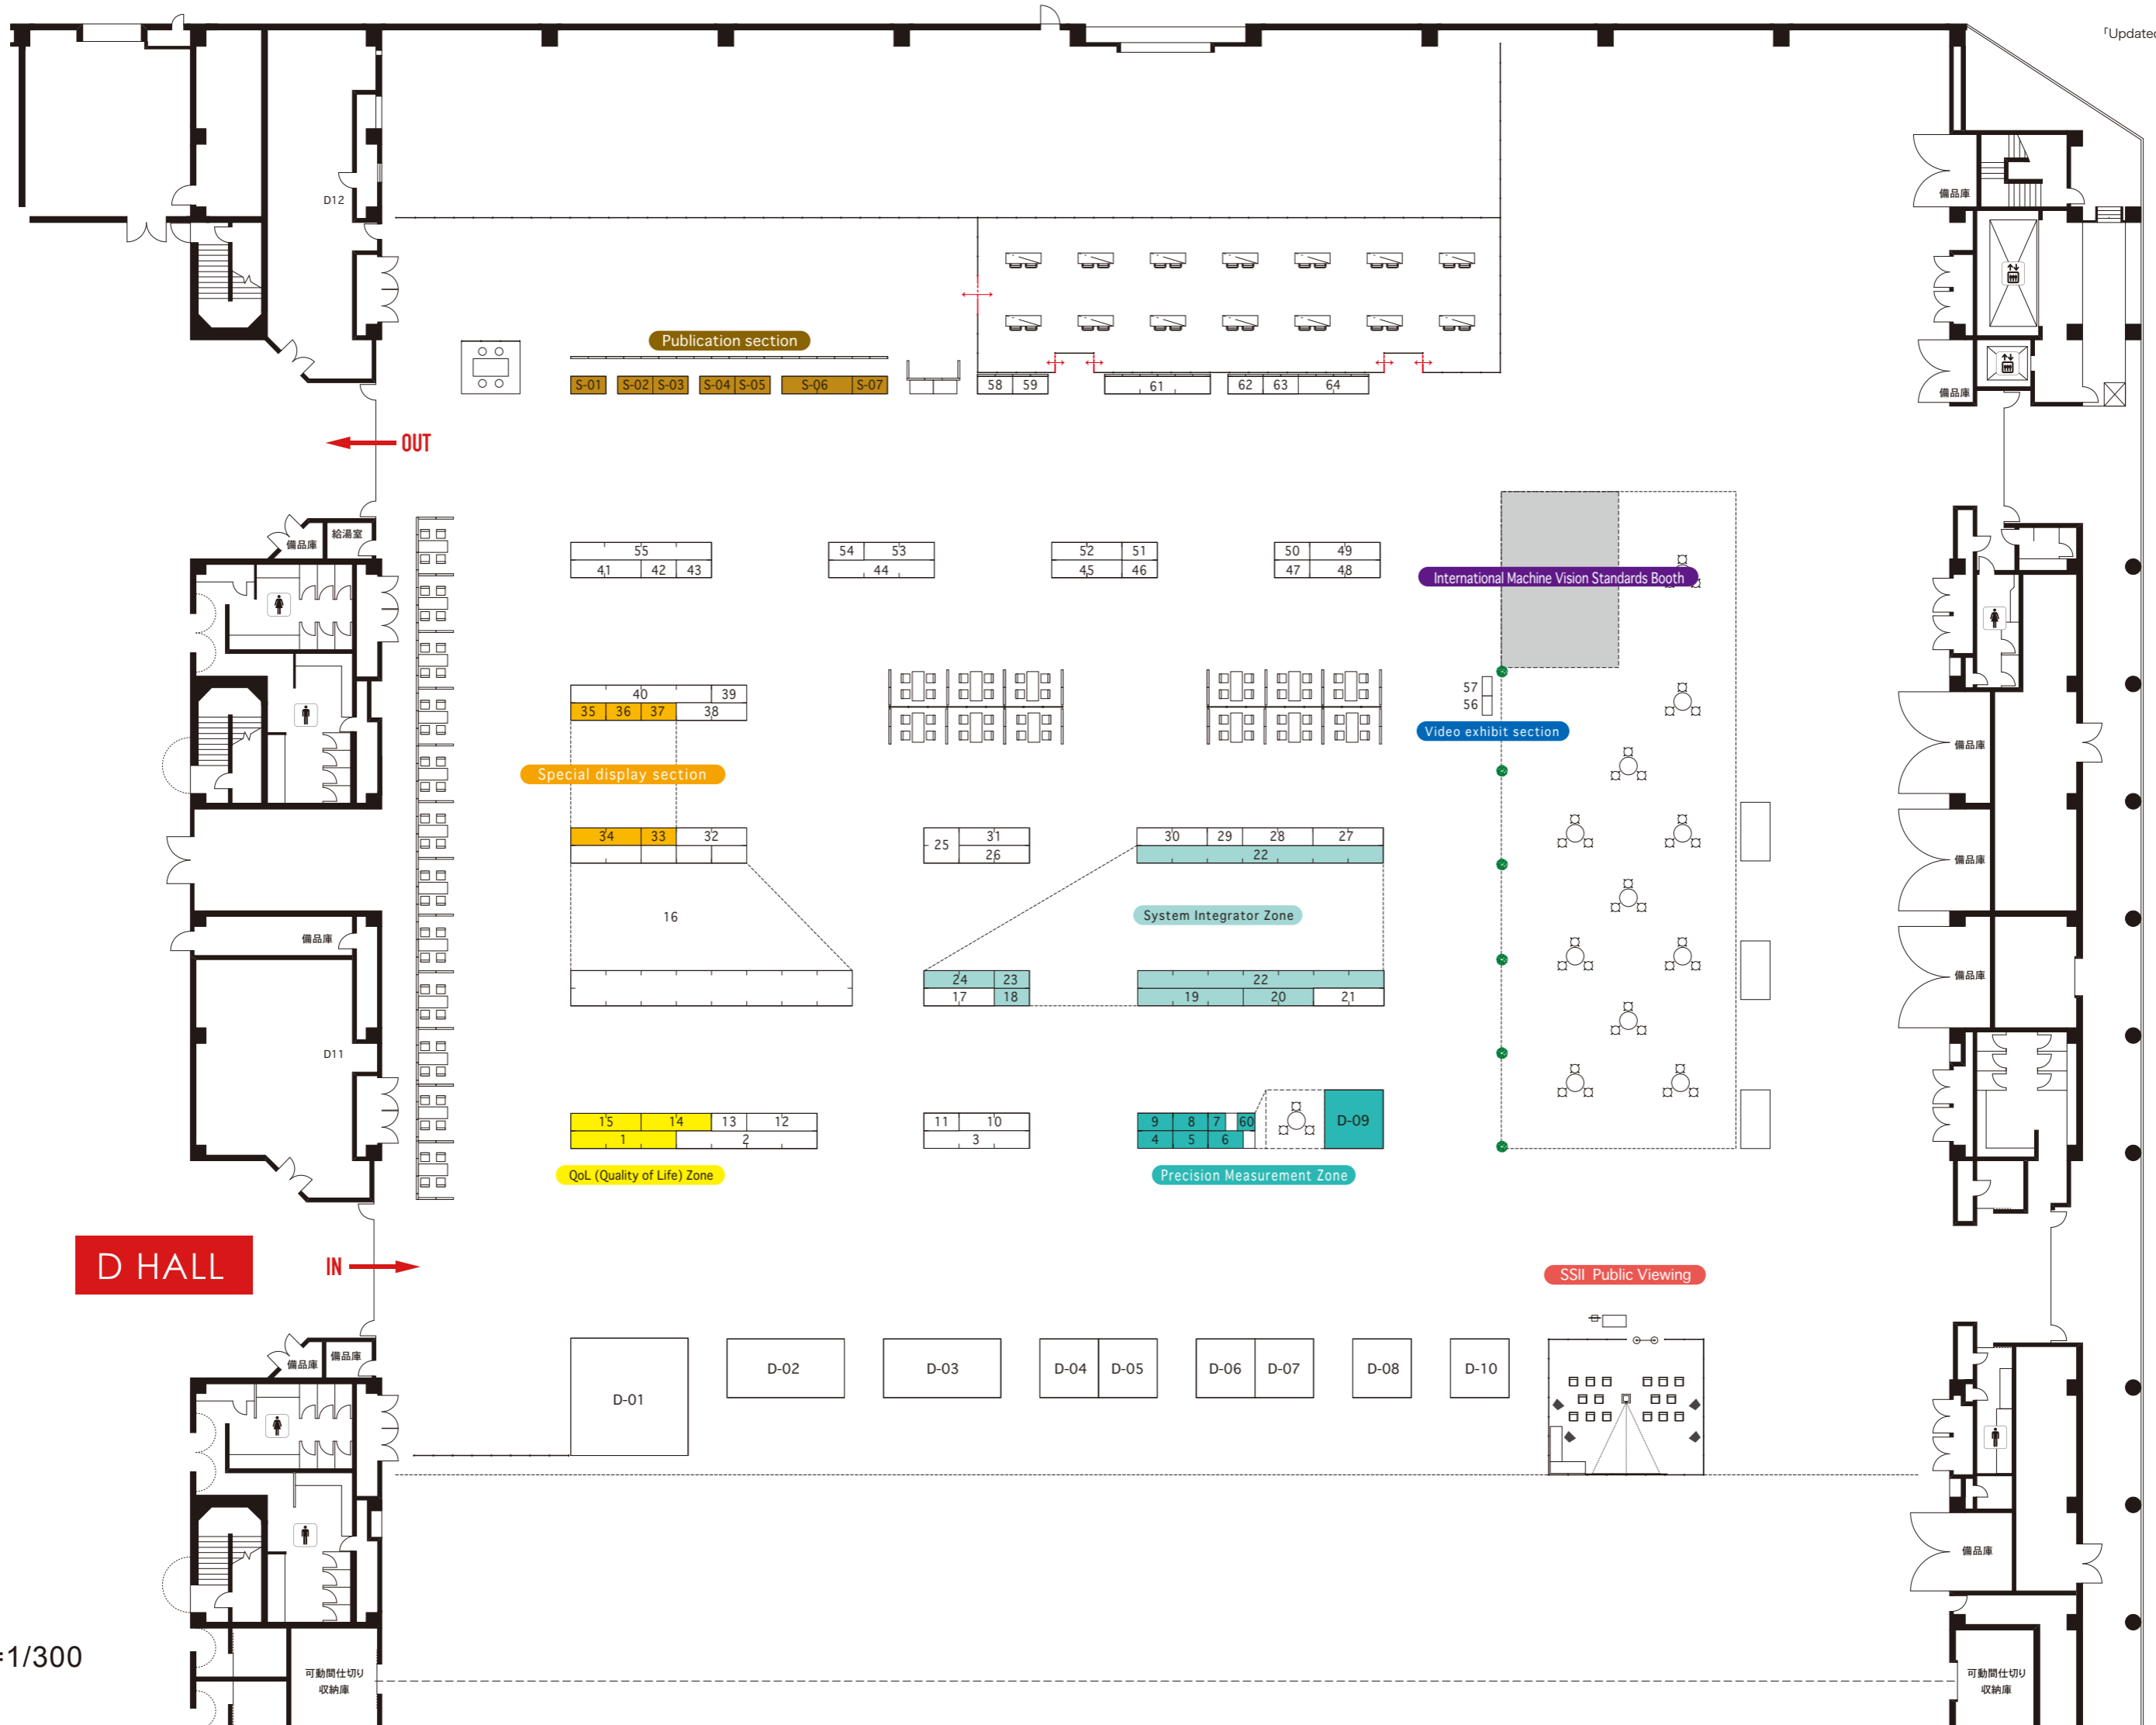 「Updated
備品庫
D12
備品庫
Publication section
S-01 S-02 S-03 S-04 S-05 S-06 S-07
58 59 61 62 63 64
OUT
備品庫 給湯室
55 54 53 52 51 50 49
41 42 43 44 45 46 47 48
International Machine Vision Standards Booth
40 39
35 36 37 38
57
56
Video exhibit section
備品庫
Special display section
34 33 32 25 31 30 29 28 27
26 22
備品庫
16
System Integrator Zone
備品庫
備品庫
24 23 22
17 18 19 20 21
D11
15 14 13 12 11 10 9 8 7 60 D-09
1 2 3 4 5 6
QoL (Quality of Life) Zone
Precision Measurement Zone
D HALL
IN
SSII Public Viewing
備品庫 備品庫
D-01 D-02 D-03 D-04 D-05 D-06 D-07 D-08 D-10
備品庫
=1/300
可動間仕切り
収納庫
可動間仕切り
収納庫